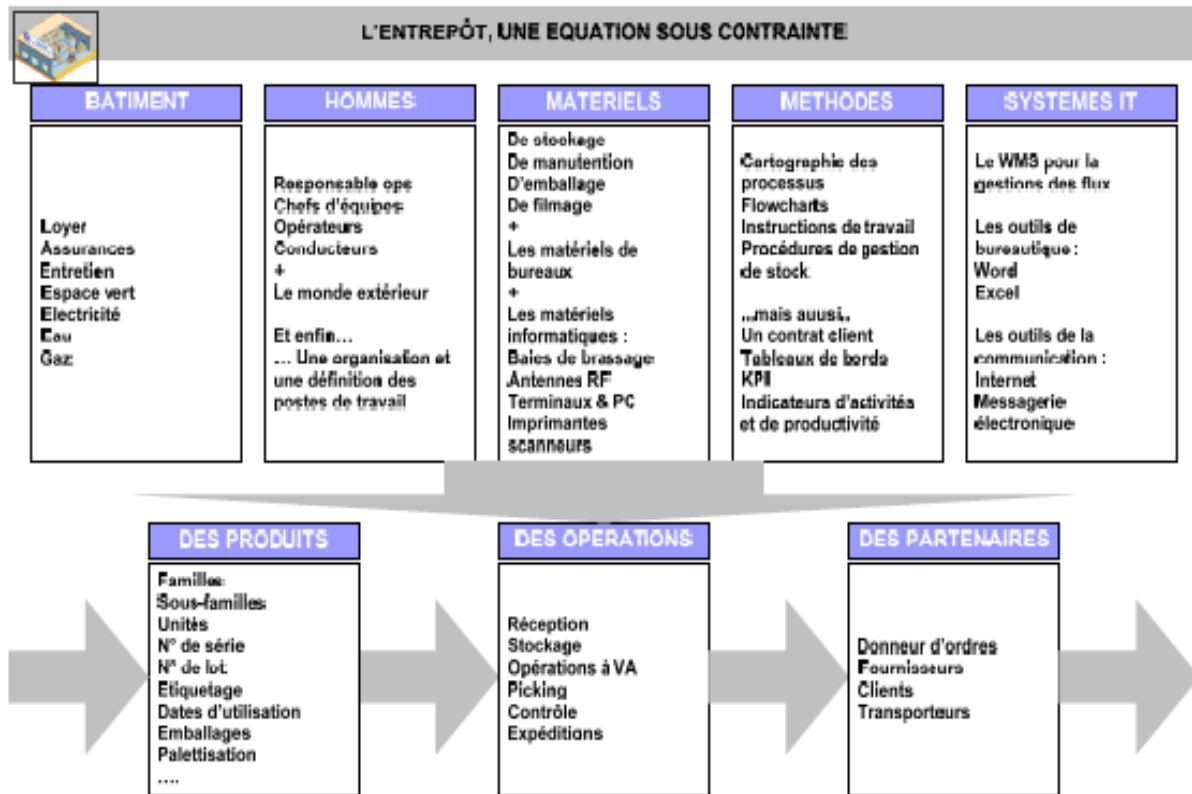 L'ENTREPÔT, UNE EQUATION SOUS CONTRAINTE
BATIMENT
Loyer
Assurances
Entretien
Espace vert
Electricité
Eau
Gaz
HOMMES
Responsable ops
Chefs d'équipes
Opérateurs
Conducteurs
+
Le monde extérieur
Et enfin...
... Une organisation et
une définition des
postes de travail
MATERIELS
De stockage
De manutention
D'emballage
De filmage
+
Les matériels de
bureaux
+
Les matériels
informatiques :
Baies de brassage
Antennes RF
Terminaux & PC
Imprimantes
scanneurs
METHODES
Cartographie des
processus
Flowcharts
Instructions de travail
Procédures de gestion
de stock
...mais auusi..
Un contrat client
Tableaux de bords
KPI
Indicateurs d'activités
et de productivité
SYSTEMES IT
Le WMS pour la
gestions des flux
Les outils de
bureautique :
Word
Excel
Les outils de la
communication :
Internet
Messagerie
électronique
DES PRODUITS
Familles
Sous-familles
Unités
N° de série
N° de lot
Etiquetage
Dates d'utilisation
Emballages
Palettisation
....
DES OPERATIONS
Réception
Stockage
Opérations à VA
Picking
Contrôle
Expéditions
DES PARTENAIRES
Donneur d'ordres
Fournisseurs
Clients
Transporteurs